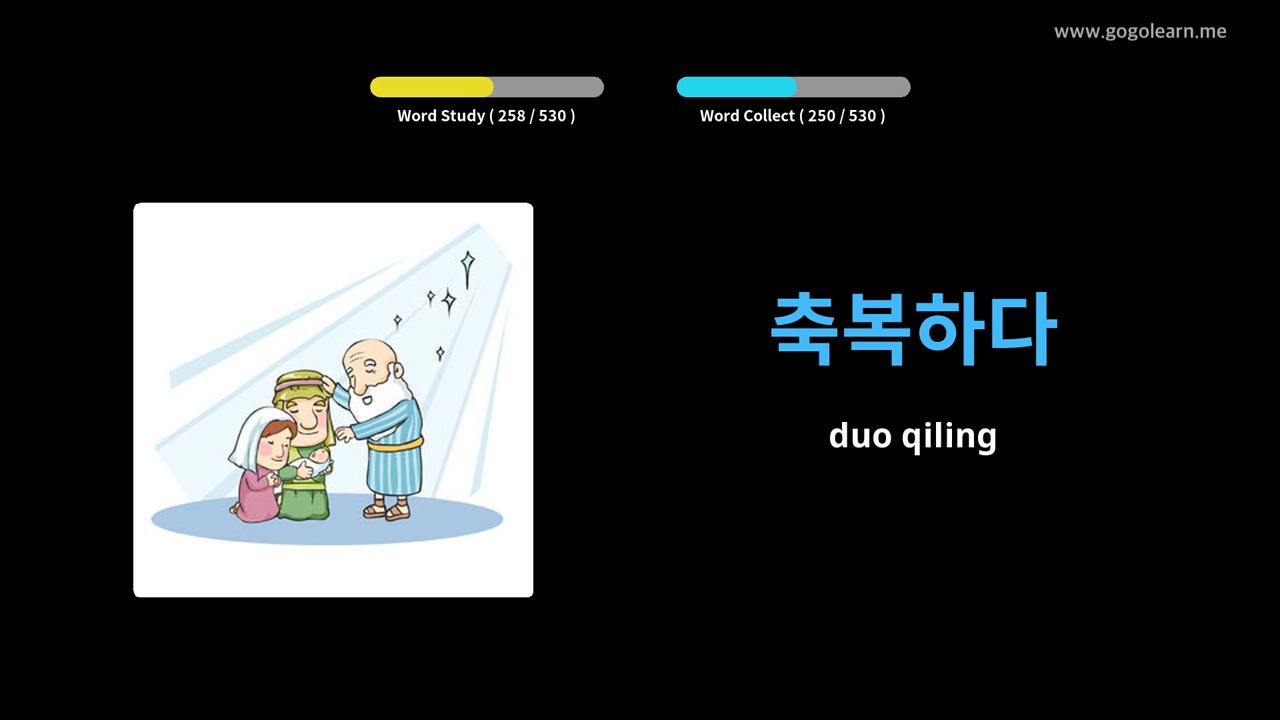 www.gogolearn.me
Word Study ( 258 / 530 )
Word Collect ( 250 / 530 )
축복하다
duo qiling